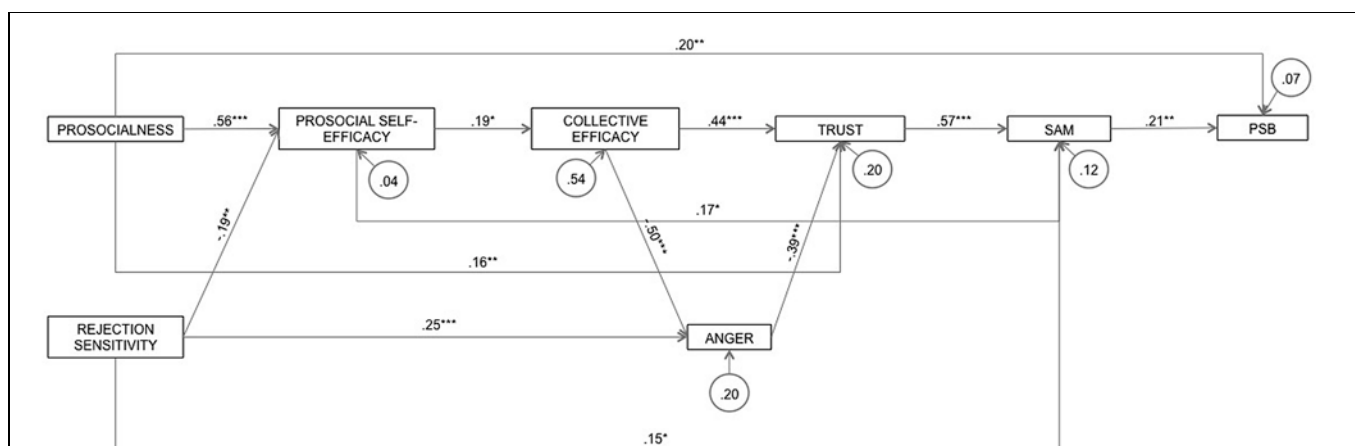 .20**
.07
PROSOCIALNESS
.56***
PROSOCIAL SELF-
EFFICACY
.19*
COLLECTIVE
EFFICACY
.44***
TRUST
.57***
SAM
.21**
PSB
.04
.54
.20
.12
-.19**
.17*
-.50***
-.39***
.16**
REJECTION
SENSITIVITY
.25***
ANGER
.20
.15*